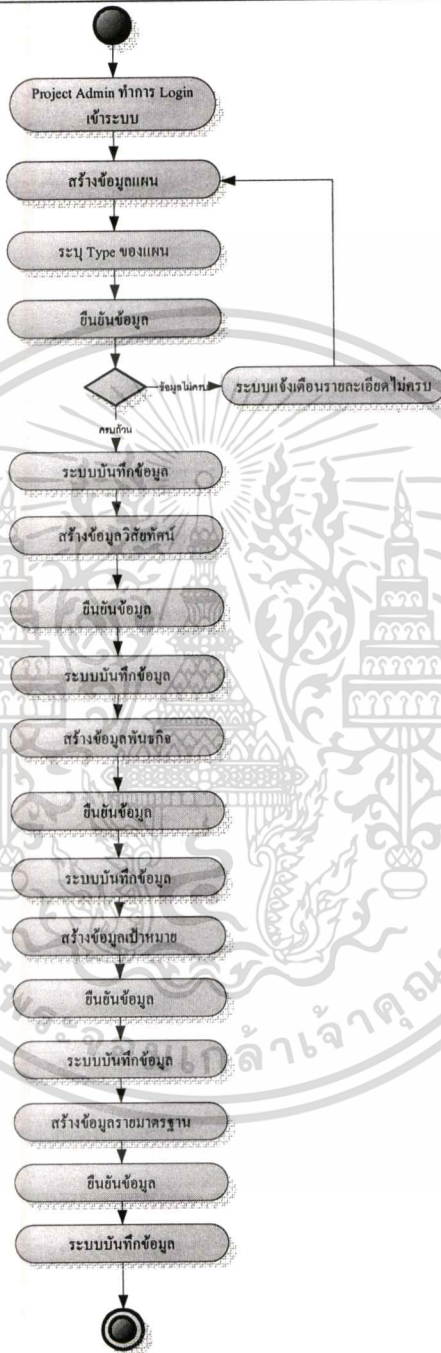 Project Admin ทำการ Login
เข้าระบบ
สร้างข้อมูลแผน
ระบุ Type ของแผน
ยืนยันข้อมูล
ข้อมูลไม่ครบ
ระบบแจ้งเตือนรายละเอียดไม่ครบ
ครบถ้วน
ระบบบันทึกข้อมูล
สร้างข้อมูลวิสัยทัศน์
ยืนยันข้อมูล
ระบบบันทึกข้อมูล
สร้างข้อมูลพันธกิจ
ยืนยันข้อมูล
ระบบบันทึกข้อมูล
สร้างข้อมูลเป้าหมาย
ยืนยันข้อมูล
ระบบบันทึกข้อมูล
สร้างข้อมูลรายมาตรฐาน
ยืนยันข้อมูล
ระบบบันทึกข้อมูล